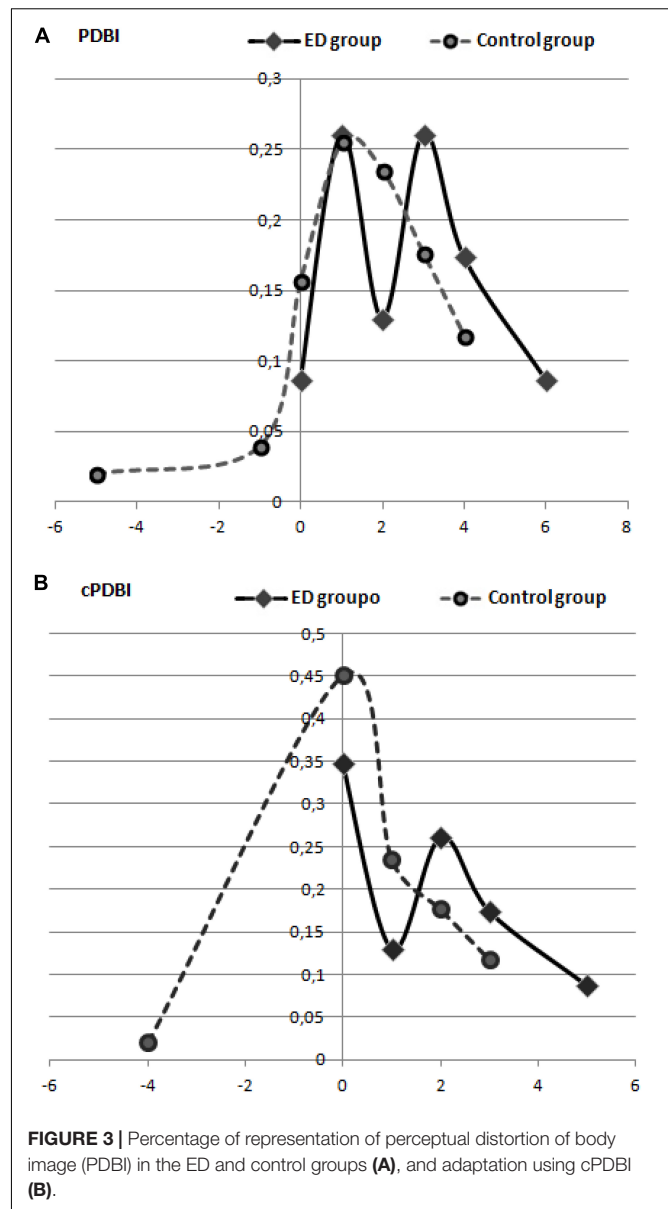 A PDBI
ED group Control group
0,3
0,25
0,2
0,15
0,1
0,05
0
-6 -4 -2 0 2 4 6 8
B cPDBI
ED groupo Control group
0,5
0,45
0,4
0,35
0,3
0,25
0,2
0,15
0,1
0,05
0
-6 -4 -2 0 2 4 6
FIGURE 3 | Percentage of representation of perceptual distortion of body
image (PDBI) in the ED and control groups (A), and adaptation using cPDBI
(B).